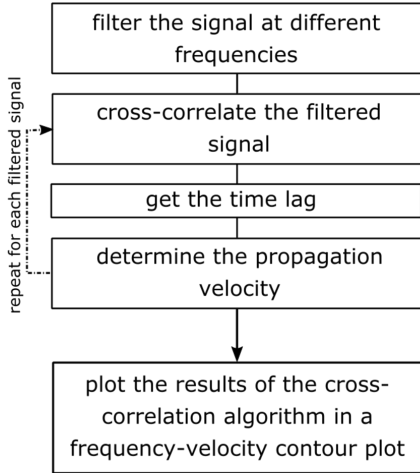 filter the signal at different
frequencies
cross-correlate the filtered
signal
get the time lag
determine the propagation
velocity
repeat for each filtered signal
plot the results of the cross-
correlation algorithm in a
frequency-velocity contour plot